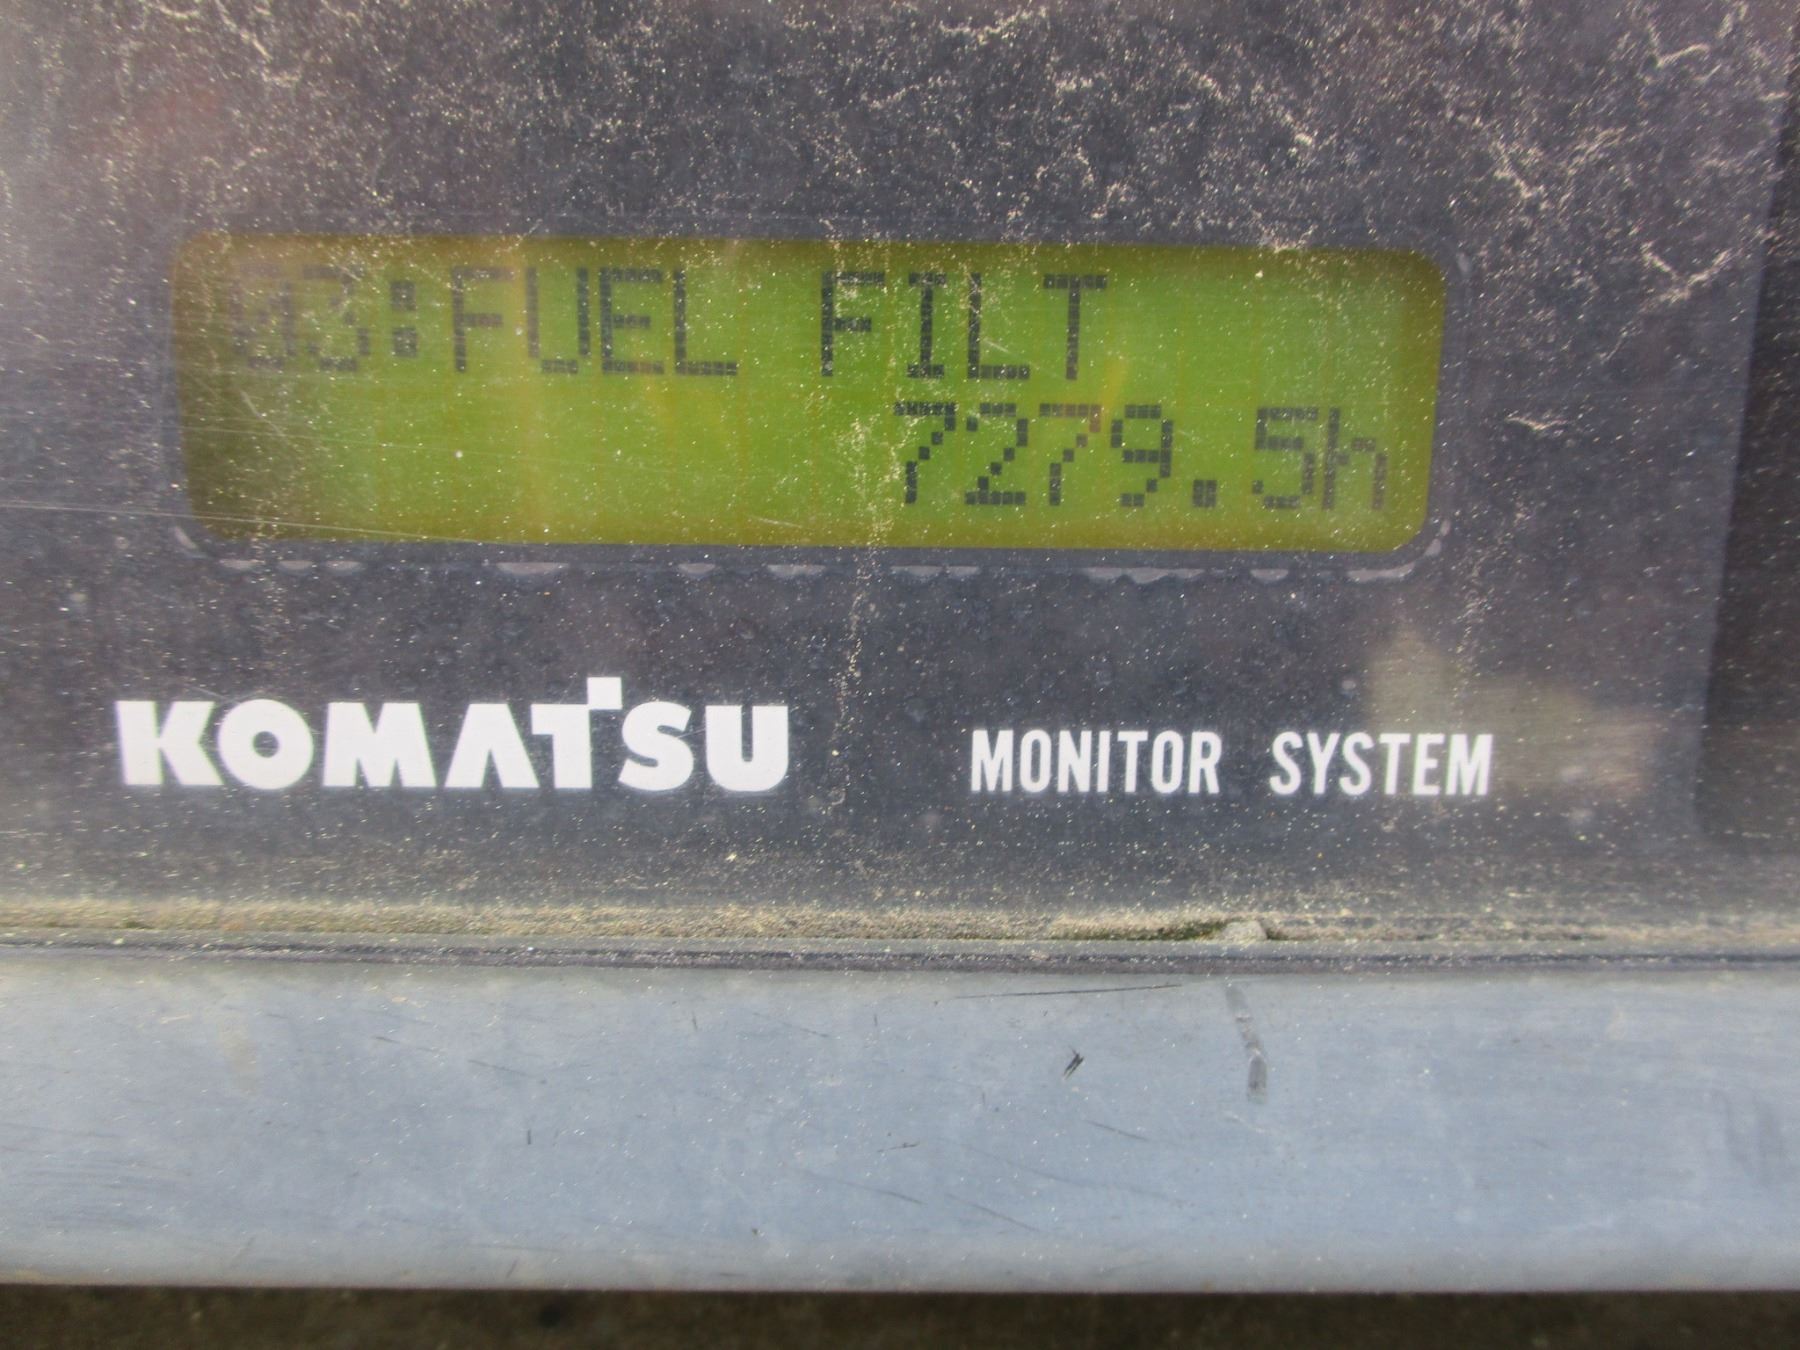 03:FUEL FILT
7279.5h
KOMATSU MONITOR SYSTEM